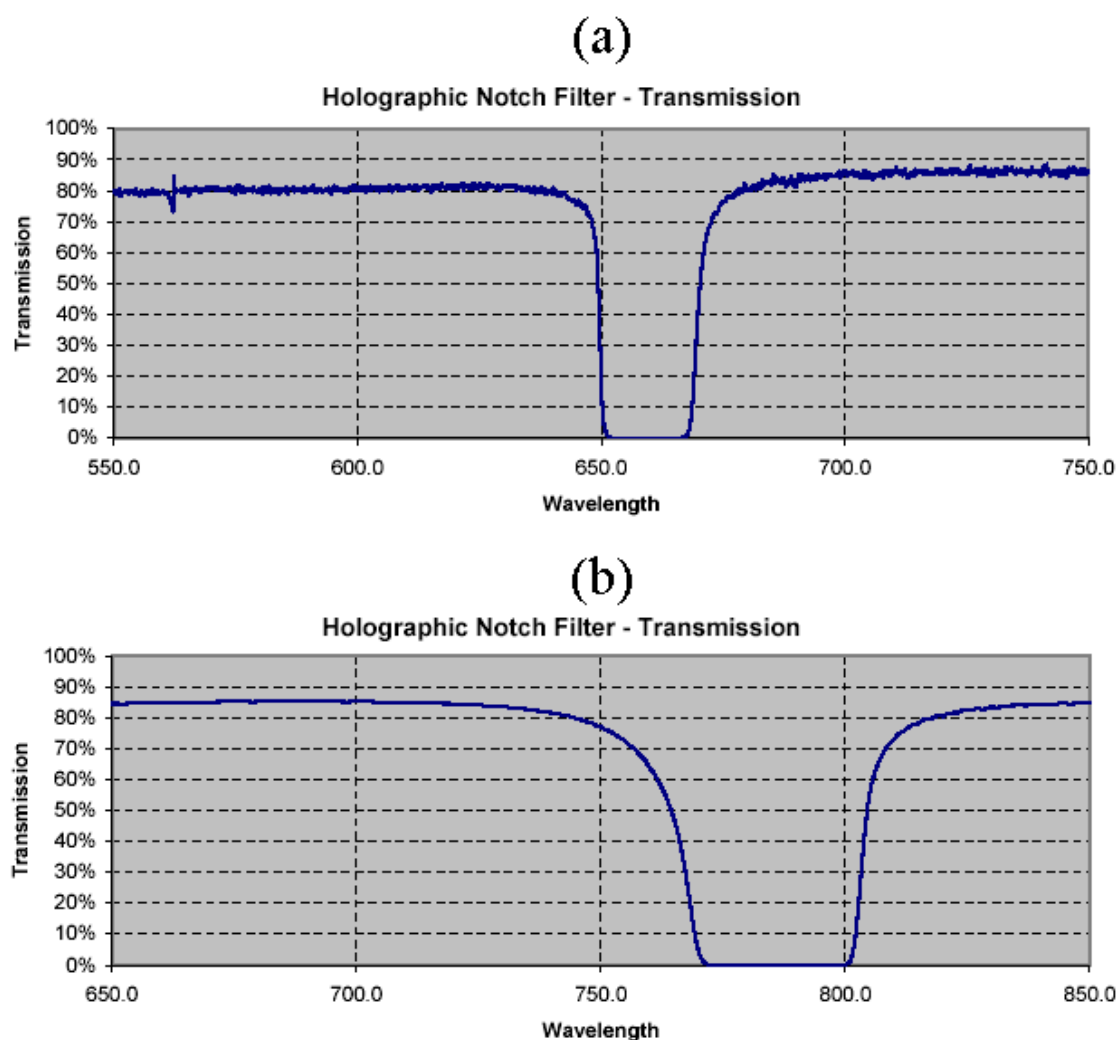 (a)
Holographic Notch Filter - Transmission
100%
90%
80%
70%
60%
50%
40%
30%
20%
10%
0%
Transmission
550.0 600.0 650.0 700.0 750.0
Wavelength
(b)
Holographic Notch Filter - Transmission
100%
90%
80%
70%
60%
50%
40%
30%
20%
10%
0%
Transmission
650.0 700.0 750.0 800.0 850.0
Wavelength